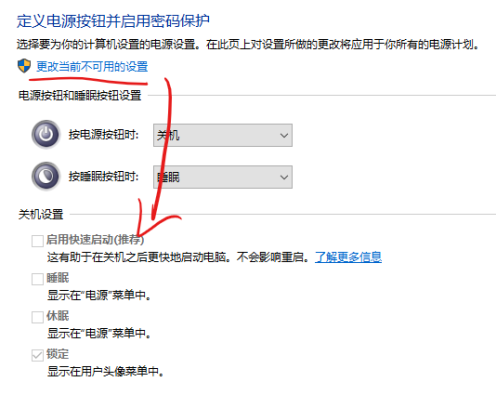 定义电源按钮并启用密码保护
选择要为你的计算机设置的电源设置。在此页上对设置所做的更改将应用于你所有的电源计划。
更改当前不可用的设置
电源按钮和睡眠按钮设置
按电源按钮时: 关机
按睡眠按钮时: 睡眠
关机设置
启用快速启动(推荐)
这有助于在关机之后更快地启动电脑。不会影响重启。了解更多信息
睡眠
显示在“电源”菜单中。
休眠
显示在“电源”菜单中。
锁定
显示在用户头像菜单中。